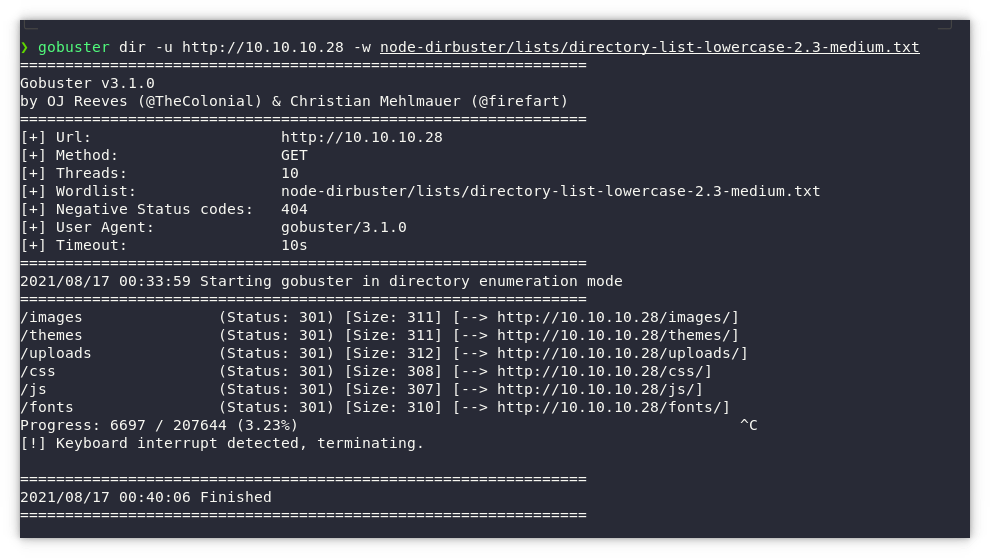 ❯ gobuster dir -u http://10.10.10.28 -w node-dirbuster/lists/directory-list-lowercase-2.3-medium.txt
===============================================================
Gobuster v3.1.0
by OJ Reeves (@TheColonial) & Christian Mehlmauer (@firefart)
===============================================================
[+] Url:                     http://10.10.10.28
[+] Method:                  GET
[+] Threads:                 10
[+] Wordlist:                node-dirbuster/lists/directory-list-lowercase-2.3-medium.txt
[+] Negative Status codes:   404
[+] User Agent:              gobuster/3.1.0
[+] Timeout:                 10s
===============================================================
2021/08/17 00:33:59 Starting gobuster in directory enumeration mode
===============================================================
/images               (Status: 301) [Size: 311] [--> http://10.10.10.28/images/]
/themes               (Status: 301) [Size: 311] [--> http://10.10.10.28/themes/]
/uploads              (Status: 301) [Size: 312] [--> http://10.10.10.28/uploads/]
/css                  (Status: 301) [Size: 308] [--> http://10.10.10.28/css/]
/js                   (Status: 301) [Size: 307] [--> http://10.10.10.28/js/]
/fonts                (Status: 301) [Size: 310] [--> http://10.10.10.28/fonts/]
Progress: 6697 / 207644 (3.23%)                                                 ^C
[!] Keyboard interrupt detected, terminating.
===============================================================
2021/08/17 00:40:06 Finished
===============================================================